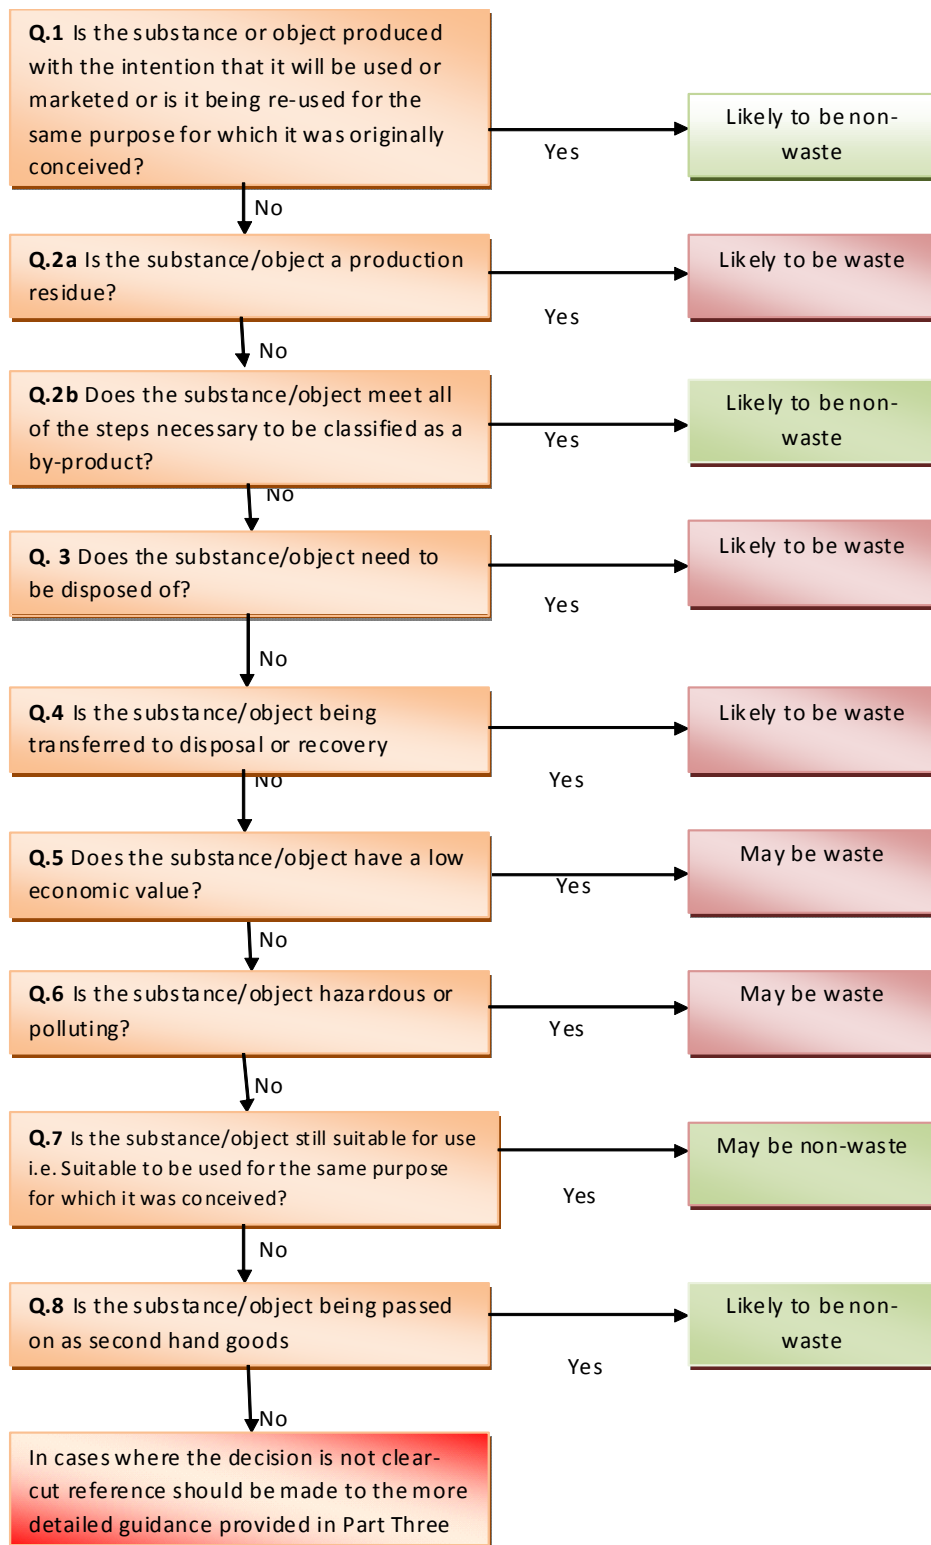 Q.1 Is the substance or object produced
with the intention that it will be used or
marketed or is it being re-used for the
same purpose for which it was originally
conceived?
Yes
Likely to be non-
waste
No
Q.2a Is the substance/object a production
residue?
Yes
Likely to be waste
No
Q.2b Does the substance/object meet all
of the steps necessary to be classified as a
by-product?
Yes
Likely to be non-
waste
No
Q. 3 Does the substance/object need to
be disposed of?
Yes
Likely to be waste
No
Q.4 Is the substance/object being
transferred to disposal or recovery
Yes
Likely to be waste
No
Q.5 Does the substance/object have a low
economic value?
Yes
May be waste
No
Q.6 Is the substance/object hazardous or
polluting?
Yes
May be waste
No
Q.7 Is the substance/object still suitable for use
i.e. Suitable to be used for the same purpose
for which it was conceived?
Yes
May be non-waste
No
Q.8 Is the substance/object being passed
on as second hand goods
Yes
Likely to be non-
waste
No
In cases where the decision is not clear-
cut reference should be made to the more
detailed guidance provided in Part Three